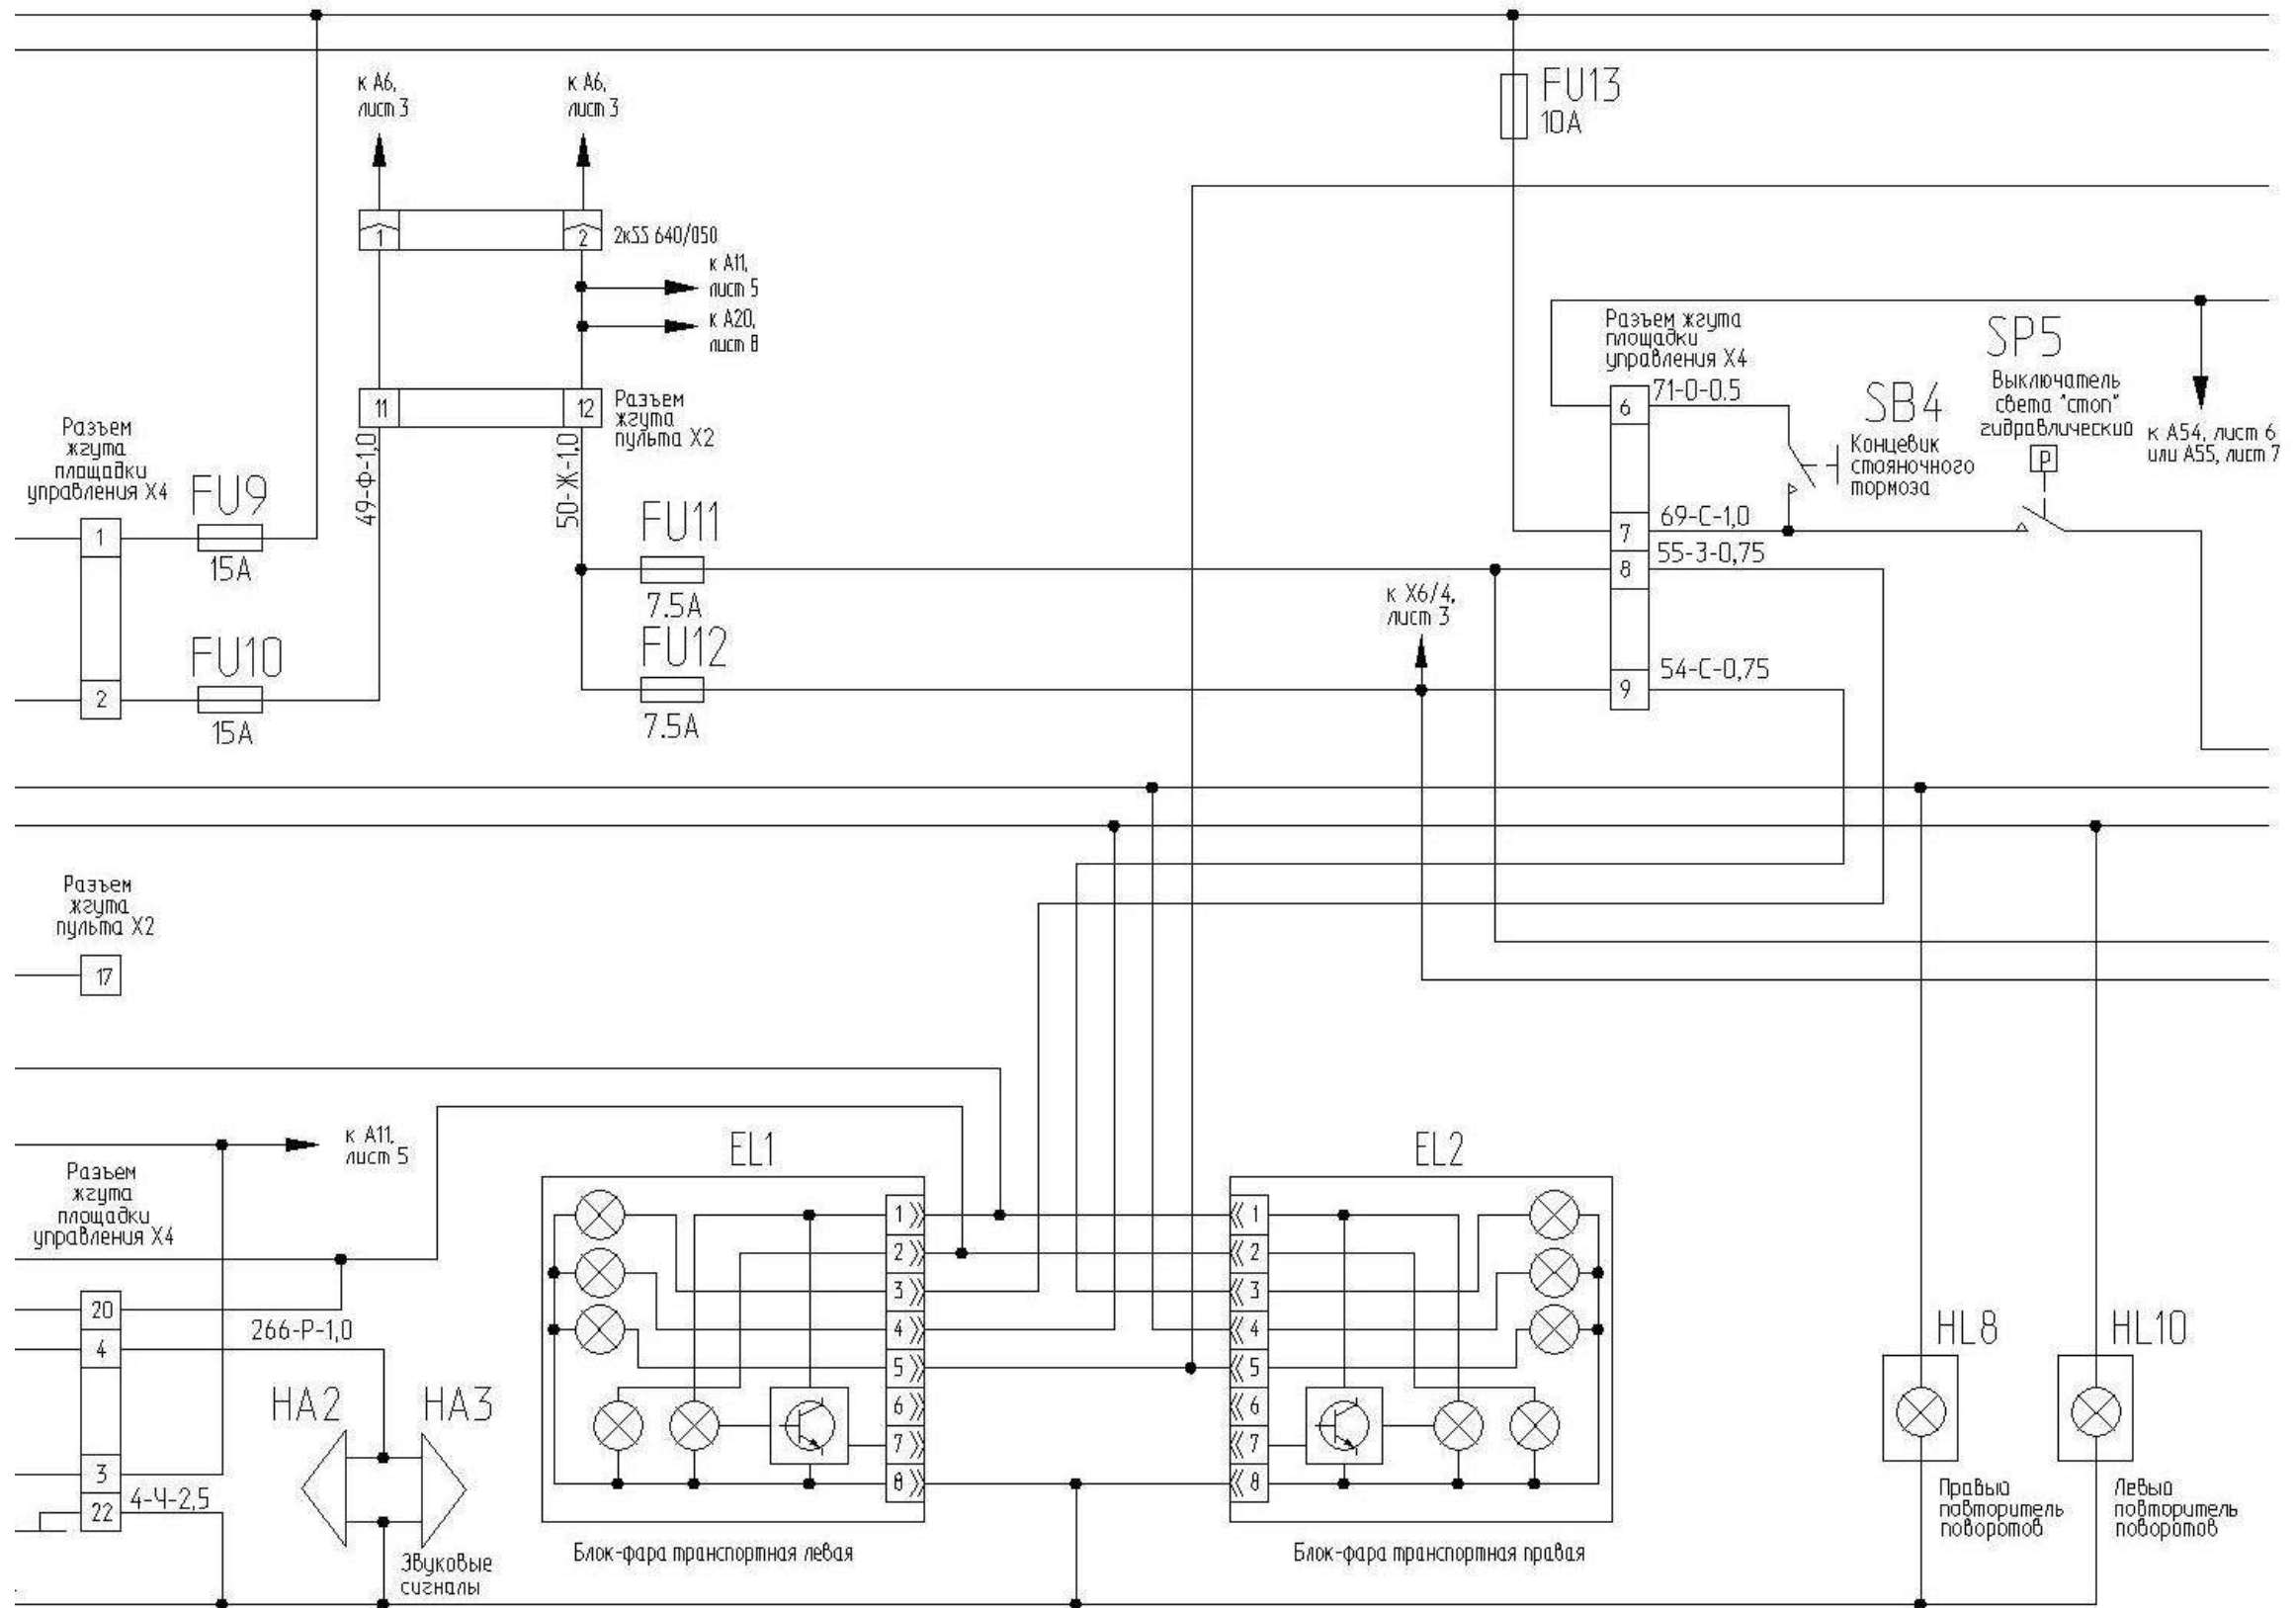 к А6,
лист 3
к А6,
лист 3
FU13
10А
1
2
2к55 640/050
к А11,
лист 5
к А20,
лист 8
Разъем жгута
площадки
управления Х4
SP5
Выключатель
света "стоп"
гидравлический
Р
к А54, лист 6
или А55, лист 7
6
71-О-0.5
SB4
Концевик
стояночного
тормоза
7
69-С-1,0
55-З-0,75
8
9
54-С-0,75
11
12
Разъем
жгута
пульта Х2
49-Ф-1,0
50-Ж-1,0
Разъем
жгута
площадки
управления Х4
1
FU9
15А
2
FU10
15А
FU11
7.5А
FU12
7.5А
к Х6/4,
лист 3
Разъем
жгута
пульта Х2
17
к А11,
лист 5
Разъем
жгута
площадки
управления Х4
20
4
266-Р-1,0
3
22
4-Ч-2,5
НА2
НА3
Звуковые
сигналы
EL1
1
2
3
4
5
6
7
8
Блок-фара транспортная левая
EL2
1
2
3
4
5
6
7
8
Блок-фара транспортная правая
HL8
Правый
повторитель
поворотов
HL10
Левый
повторитель
поворотов